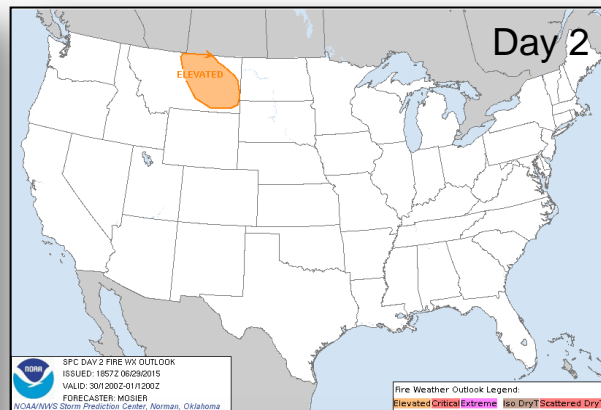 Day 2
ELEVATED
NOAA
SPC DAY 2 FIRE WX OUTLOOK
ISSUED: 1857Z 06/29/2015
VALID: 30/1200Z-01/1200Z
FORECASTER: MOSIER
NOAA/NWS Storm Prediction Center, Norman, Oklahoma
Fire Weather Outlook Legend:
Elevated Critical Extreme Iso DryT Scattered DryT